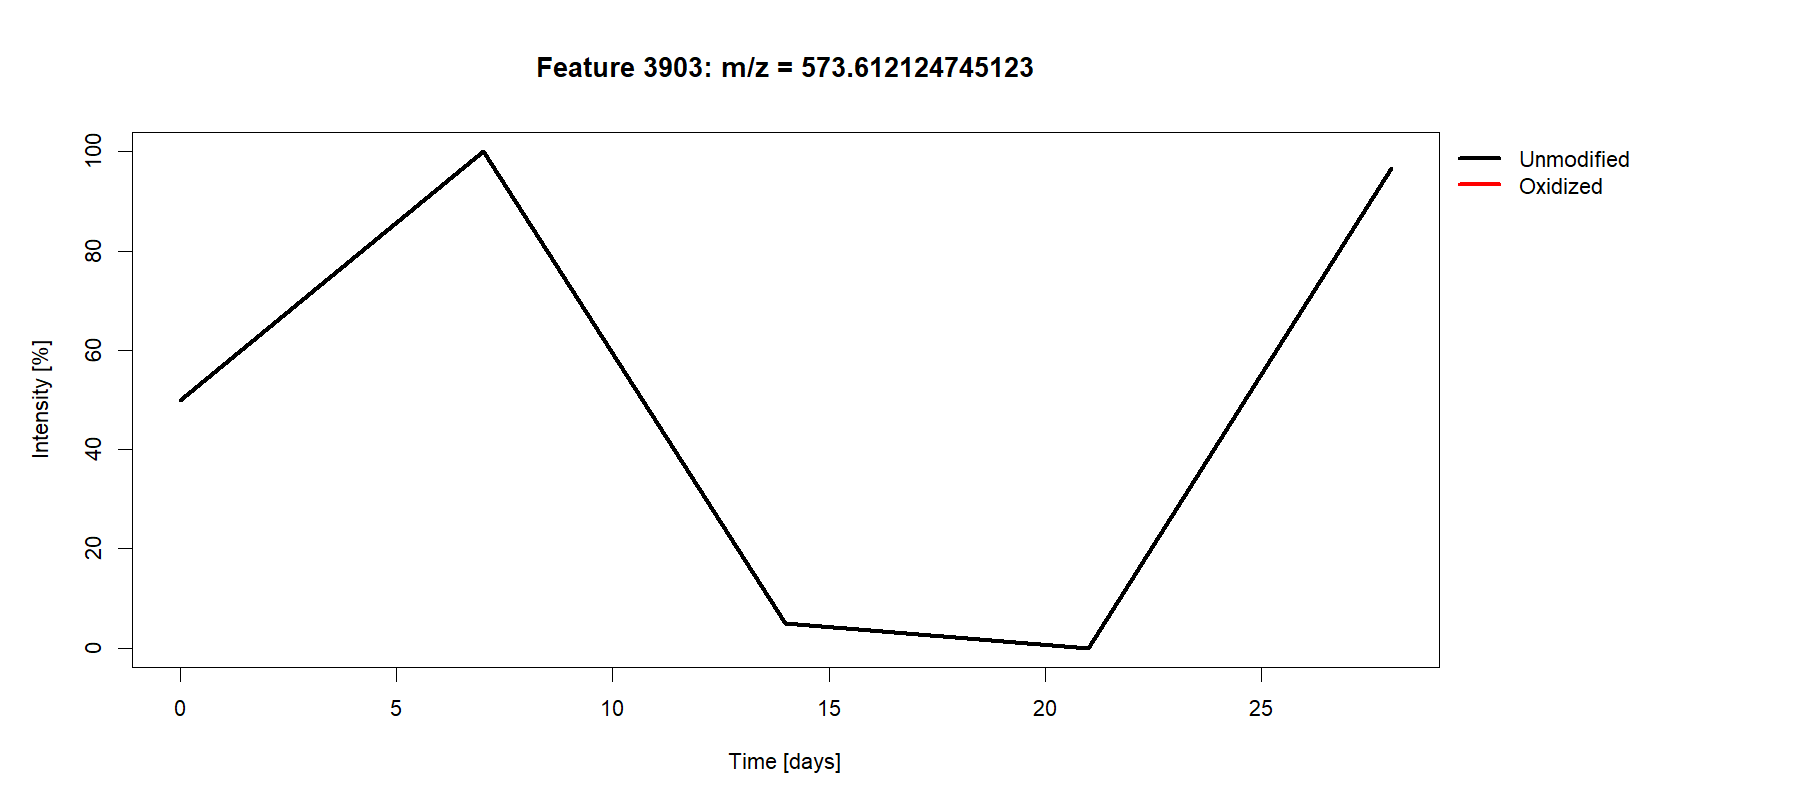 Feature 3903: m/z = 573.612124745123
Unmodified
Oxidized
Intensity [%]
100
80
60
40
20
0
0 5 10 15 20 25
Time [days]